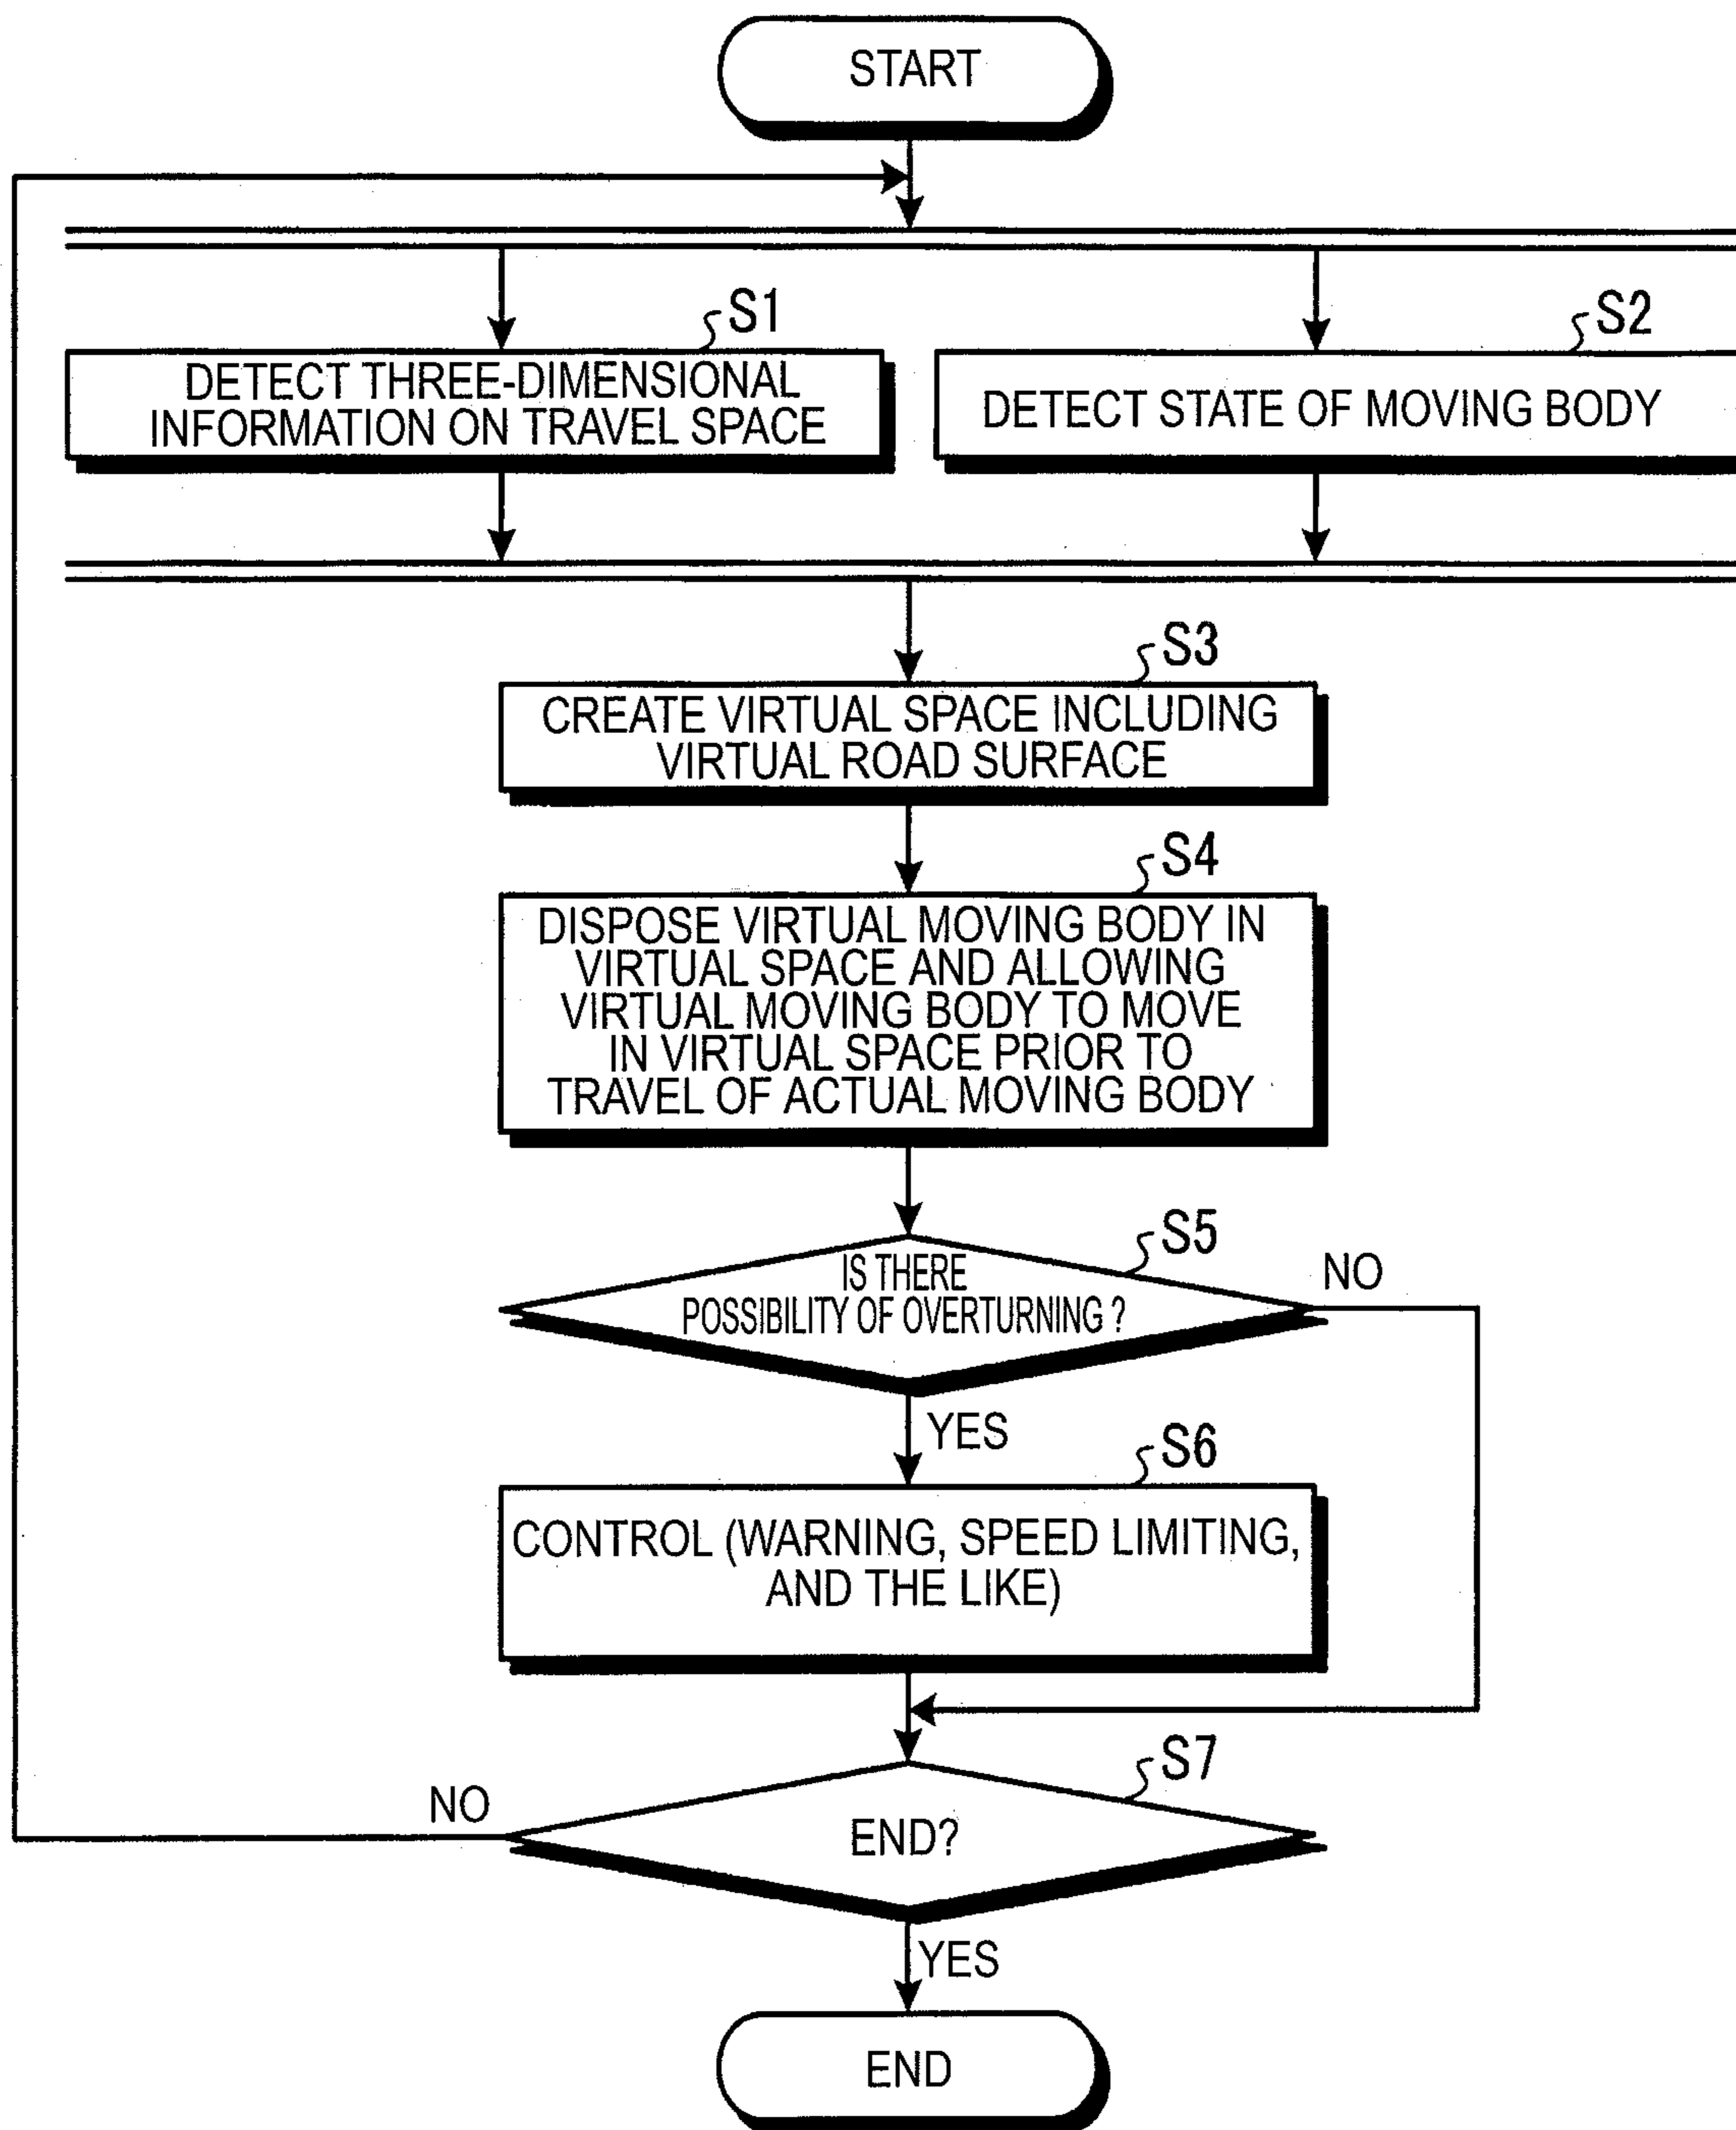 START
S1
DETECT THREE-DIMENSIONAL
INFORMATION ON TRAVEL SPACE
S2
DETECT STATE OF MOVING BODY
S3
CREATE VIRTUAL SPACE INCLUDING
VIRTUAL ROAD SURFACE
S4
DISPOSE VIRTUAL MOVING BODY IN
VIRTUAL SPACE AND ALLOWING
VIRTUAL MOVING BODY TO MOVE
IN VIRTUAL SPACE PRIOR TO
TRAVEL OF ACTUAL MOVING BODY
S5
IS THERE
POSSIBILITY OF OVERTURNING ?
NO
YES
S6
CONTROL (WARNING, SPEED LIMITING,
AND THE LIKE)
S7
END?
NO
YES
END